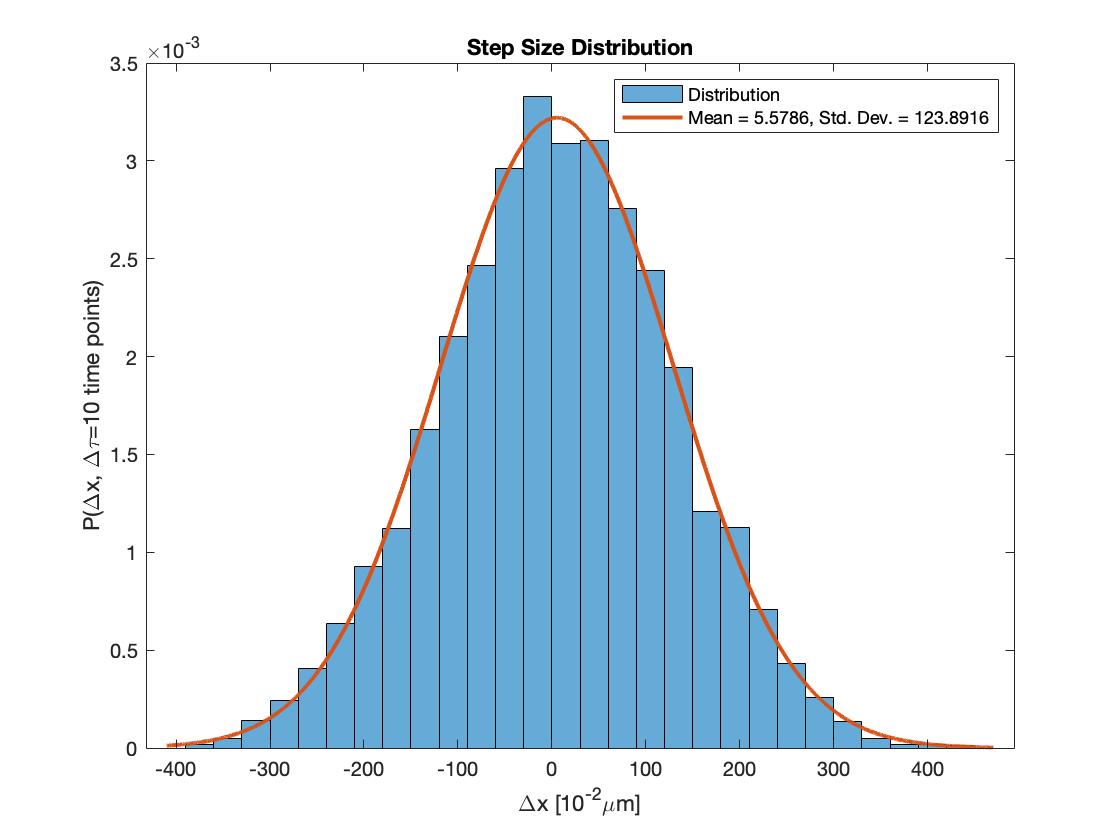 Step Size Distribution
×10⁻³
Distribution
Mean = 5.5786, Std. Dev. = 123.8916
3.5
3
2.5
2
1.5
1
0.5
0
P(Δx, Δτ=10 time points)
-400 -300 -200 -100 0 100 200 300 400
Δx [10⁻²μm]